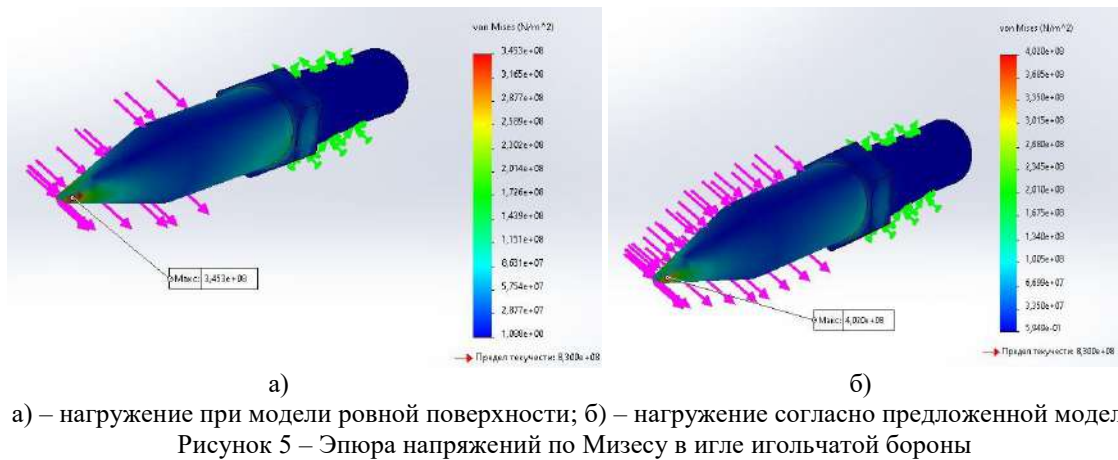 von Mises (N/m^2)
3,453e+08
3,165e+08
2,877e+08
2,589e+08
2,302e+08
2,014e+08
1,726e+08
1,439e+08
1,151e+08
8,631e+07
5,754e+07
2,877e+07
1,098e+00
Предел текучести: 8,300e+08
Макс: 3,453e+08
von Mises (N/m^2)
4,020e+08
3,685e+08
3,350e+08
3,015e+08
2,680e+08
2,345e+08
2,010e+08
1,675e+08
1,340e+08
1,005e+08
6,699e+07
3,350e+07
5,949e-01
Предел текучести: 8,300e+08
Макс: 4,020e+08
а)
б)
а) – нагружение при модели ровной поверхности; б) – нагружение согласно предложенной модел
Рисунок 5 – Эпюра напряжений по Мизесу в игле игольчатой бороны